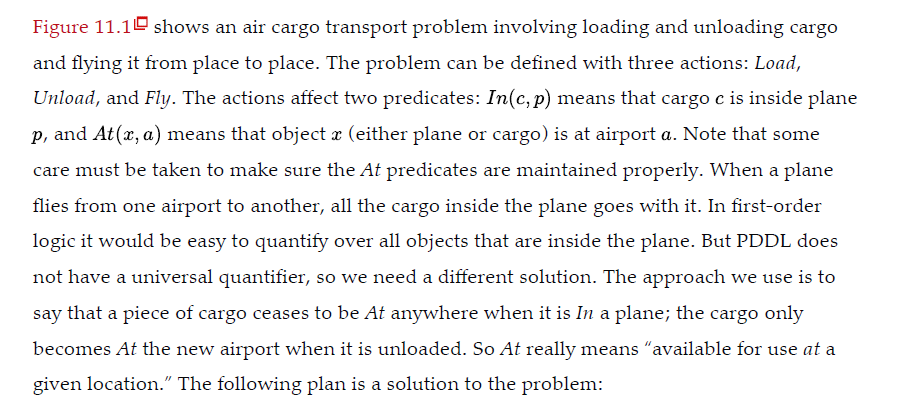 Figure 11.1 shows an air cargo transport problem involving loading and unloading cargo
and flying it from place to place. The problem can be defined with three actions: Load,
Unload, and Fly. The actions affect two predicates: In(c, p) means that cargo c is inside plane
p, and At(x, a) means that object x (either plane or cargo) is at airport a. Note that some
care must be taken to make sure the At predicates are maintained properly. When a plane
flies from one airport to another, all the cargo inside the plane goes with it. In first-order
logic it would be easy to quantify over all objects that are inside the plane. But PDDL does
not have a universal quantifier, so we need a different solution. The approach we use is to
say that a piece of cargo ceases to be At anywhere when it is In a plane; the cargo only
becomes At the new airport when it is unloaded. So At really means “available for use at a
given location.” The following plan is a solution to the problem: